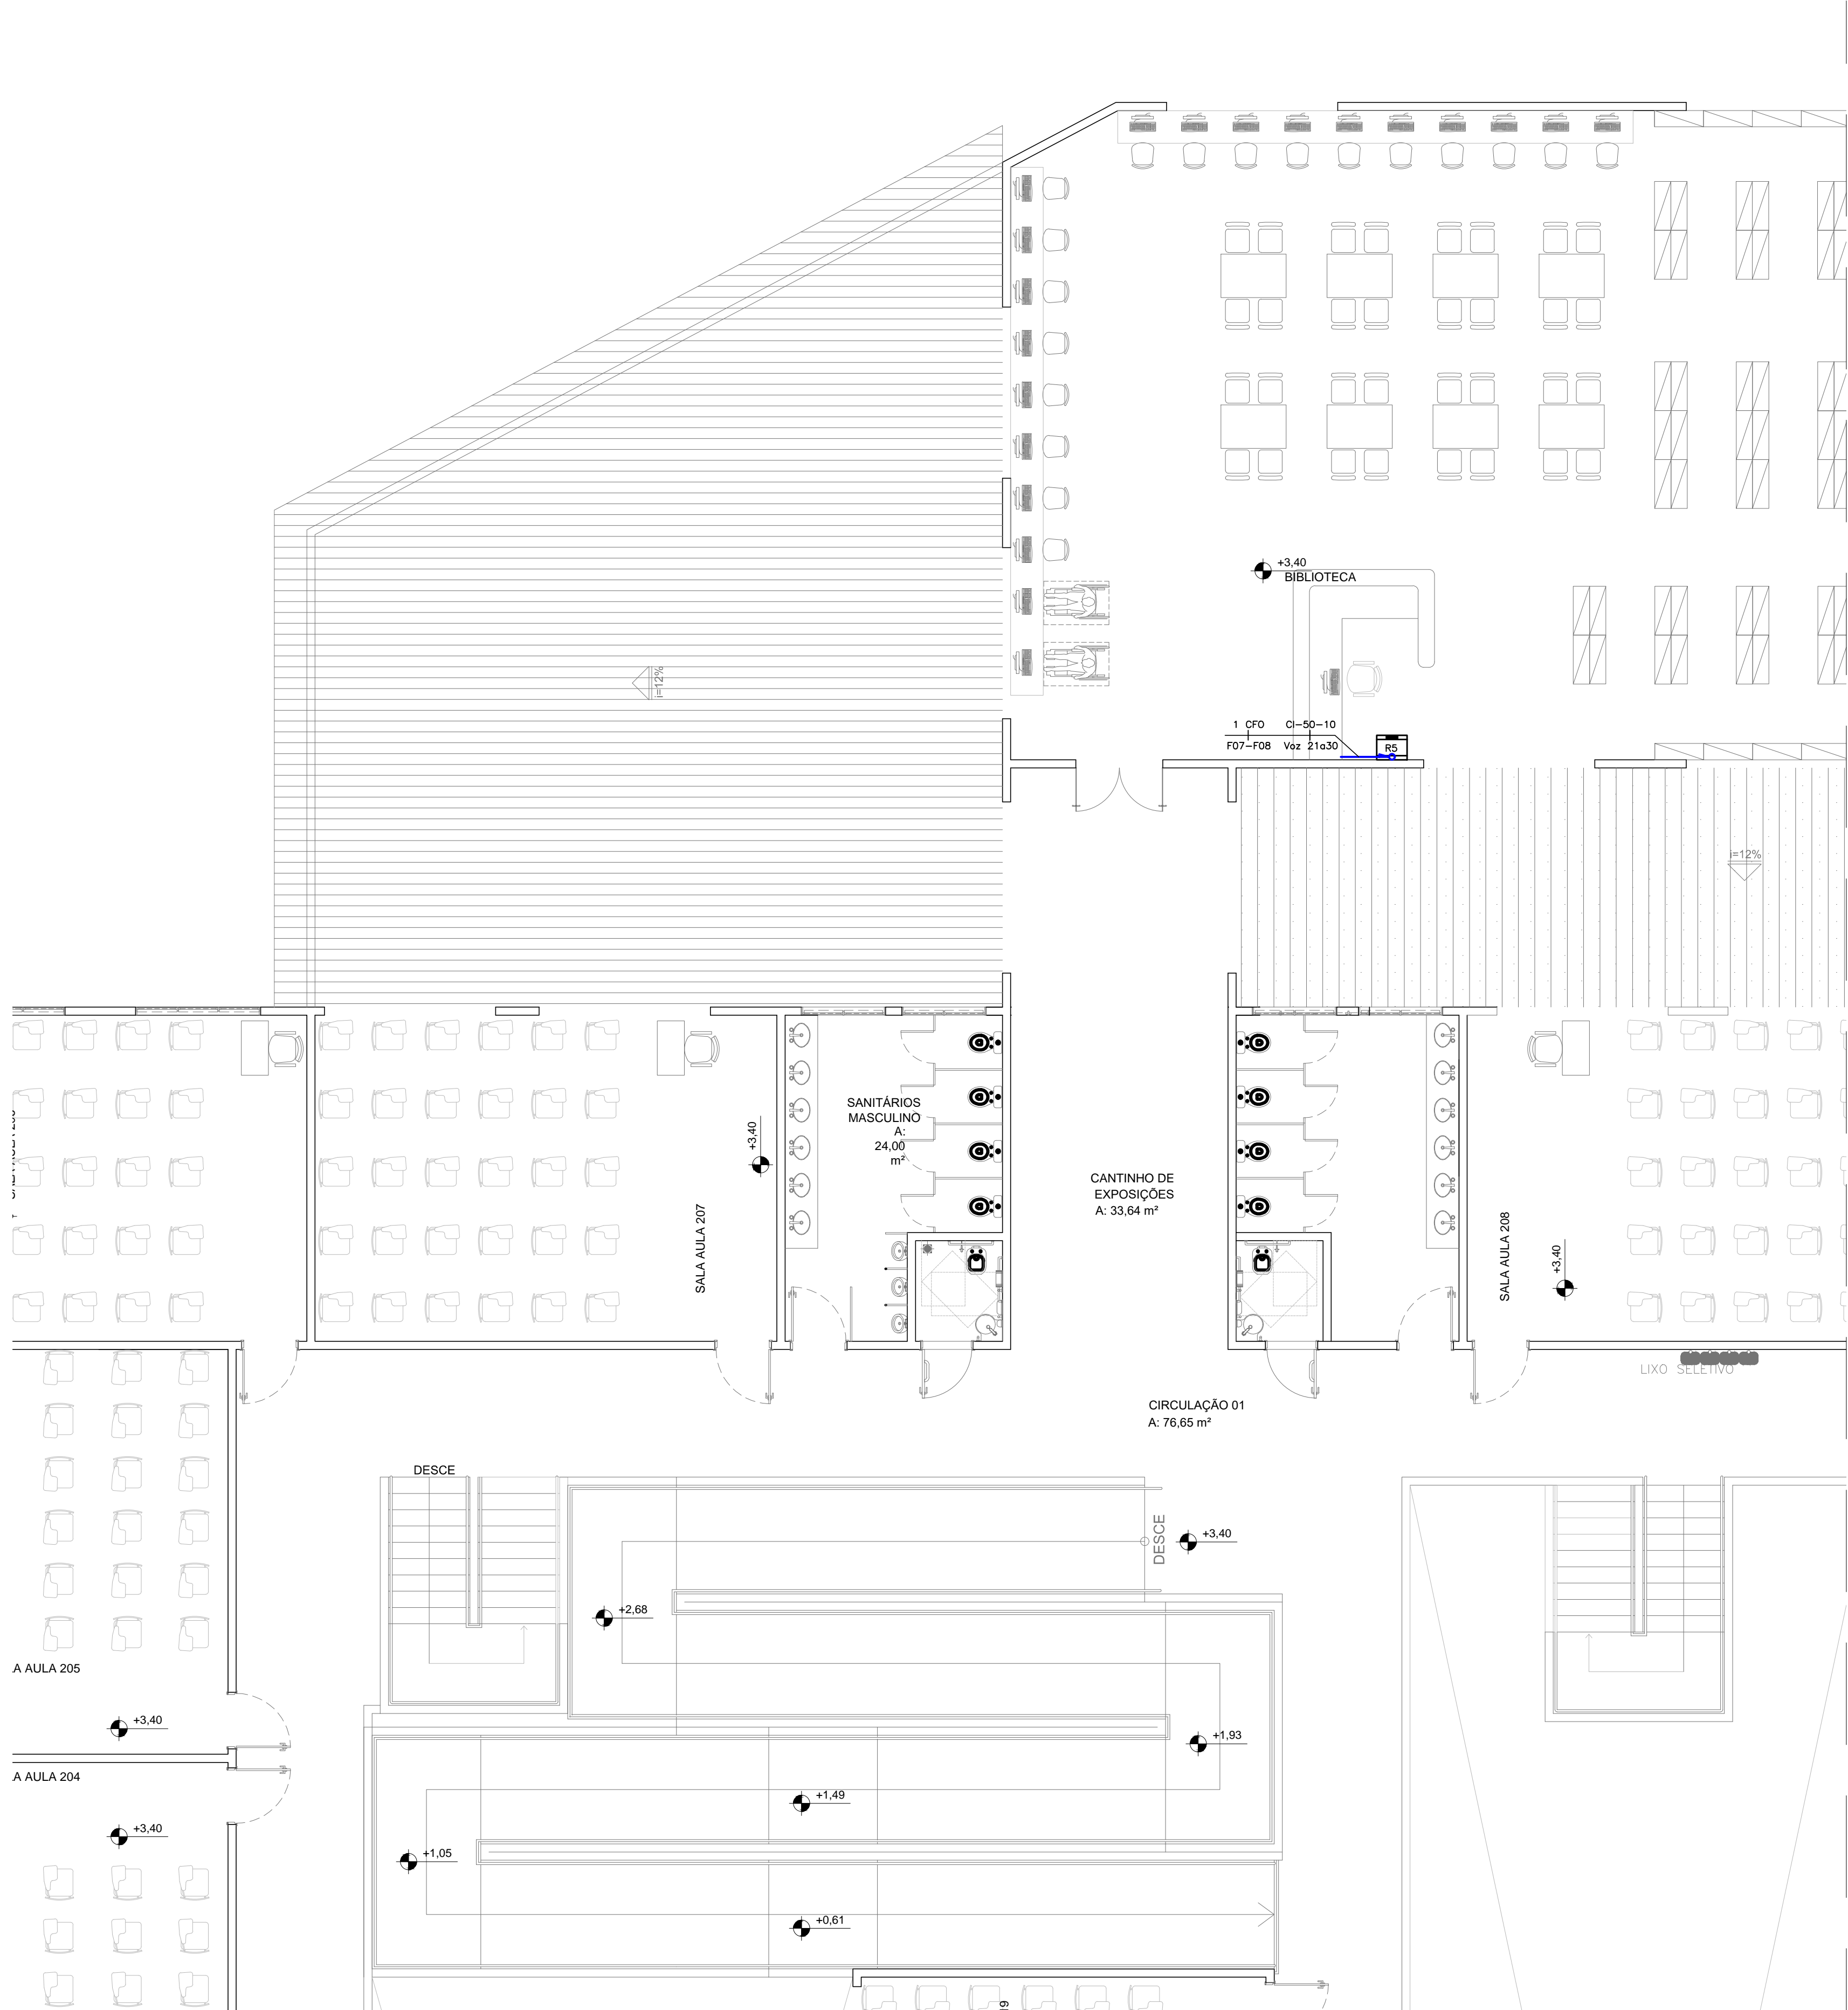 +3,40
BIBLIOTECA
i=12%
1 CFO CI-50-10
F07-F08 Voz 21a30
R5
i=12%
SANITÁRIOS
MASCULINO
A:
24,00
m²
+3,40
CANTINHO DE
EXPOSIÇÕES
A: 33,64 m²
SALA AULA 207
SALA AULA 208
+3,40
LIXO SELETIVO
CIRCULAÇÃO 01
A: 76,65 m²
DESCE
DESCE
+3,40
+2,68
A AULA 205
+3,40
+1,93
A AULA 204
+1,49
+3,40
+1,05
+0,61